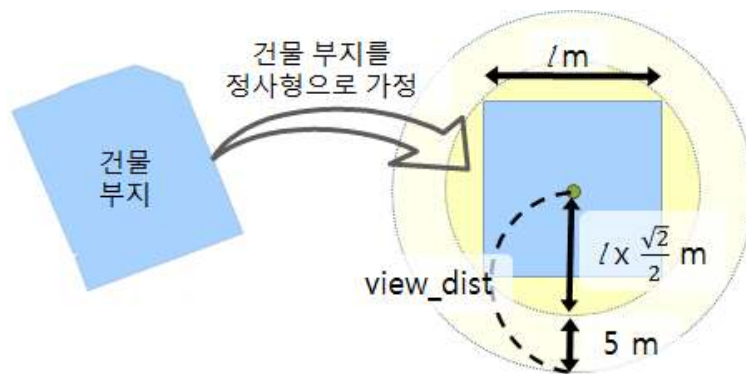 건물 부지를
정사형으로 가정
건물
부지
l m
l x √2/2 m
view_dist
5 m